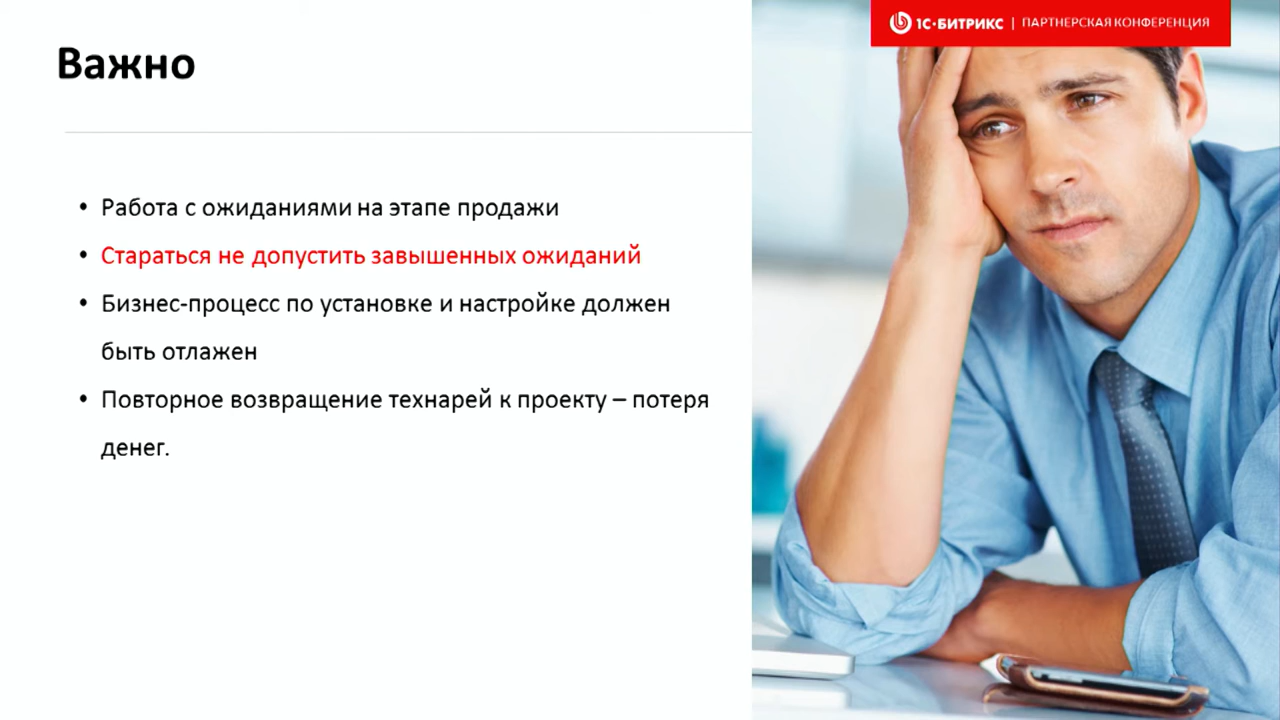 1С-БИТРИКС | ПАРТНЕРСКАЯ КОНФЕРЕНЦИЯ
Важно
• Работа с ожиданиями на этапе продажи
• Стараться не допустить завышенных ожиданий
• Бизнес-процесс по установке и настройке должен
быть отлажен
• Повторное возвращение технарей к проекту – потеря
денег.